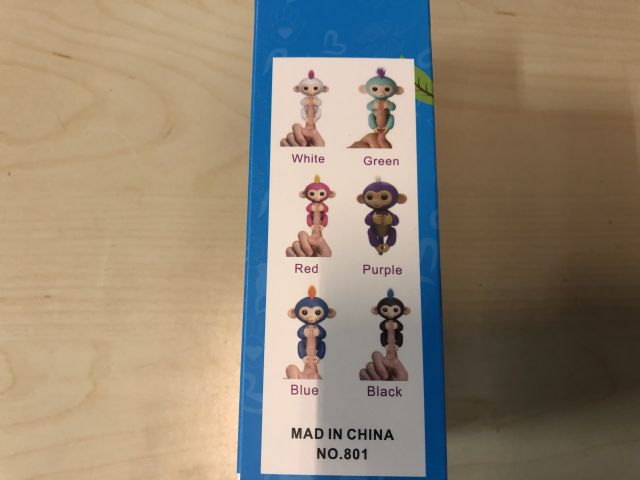 White Green
Red Purple
Blue Black
MAD IN CHINA
NO.801